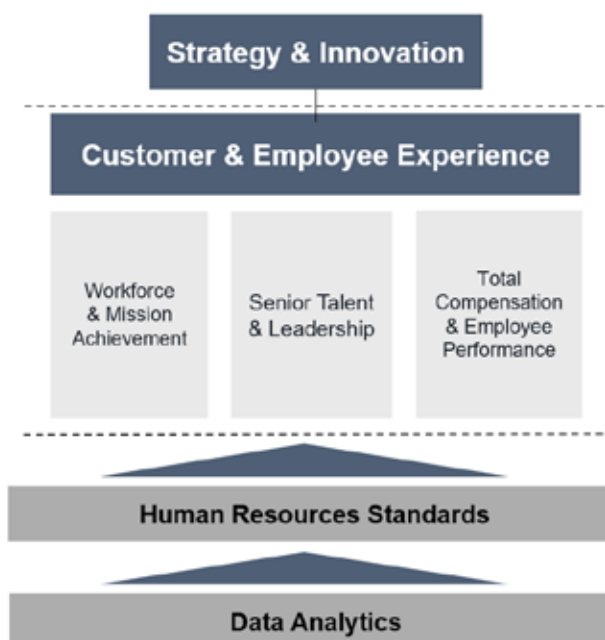 Strategy & Innovation
Customer & Employee Experience
Workforce
& Mission
Achievement
Senior Talent
& Leadership
Total
Compensation
& Employee
Performance
Human Resources Standards
Data Analytics